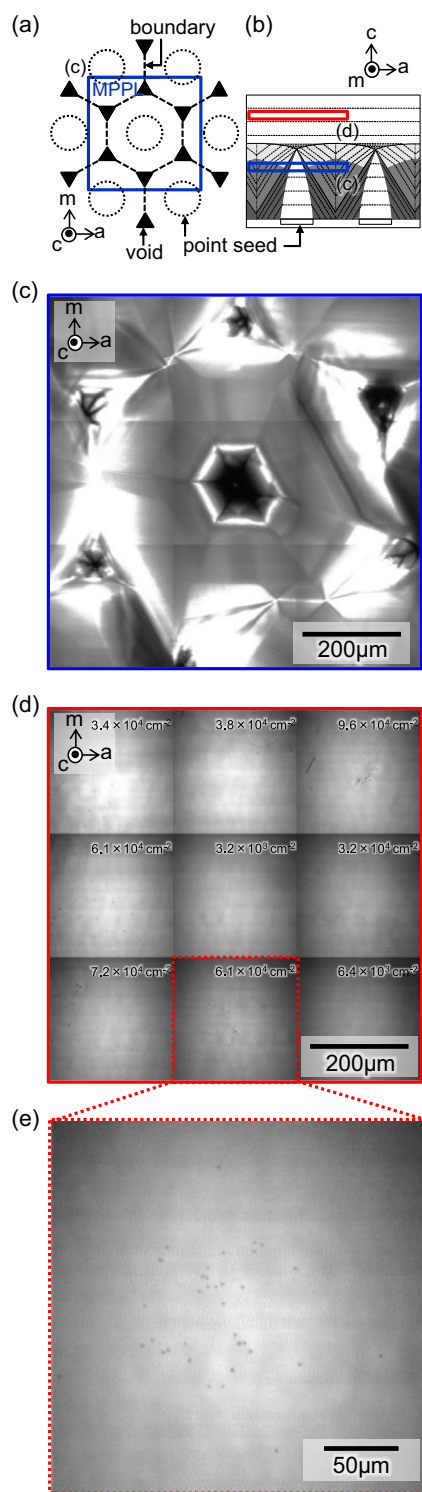 (a)
boundary
(c)
MPPL
m
c
a
void
point seed
(b)
c
m
a
(d)
(c)
(c)
m
c
a
200μm
(d)
m
c
a
3.4×10⁴cm⁻²
3.8×10⁴cm⁻²
9.6×10⁴cm⁻²
6.1×10⁴cm⁻²
3.2×10³cm⁻²
3.2×10⁴cm⁻²
7.2×10⁴cm⁻²
6.1×10⁴cm⁻²
6.4×10³cm⁻²
200μm
(e)
50μm